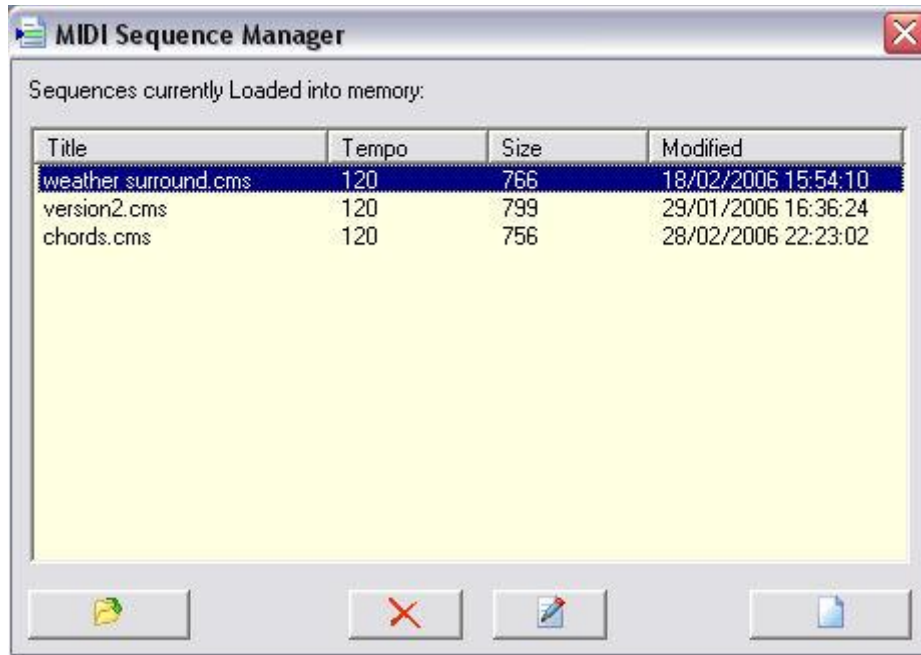 MIDI Sequence Manager
Sequences currently Loaded into memory:
Title Tempo Size Modified
weather surround.cms 120 766 18/02/2006 15:54:10
version2.cms 120 799 29/01/2006 16:36:24
chords.cms 120 756 28/02/2006 22:23:02